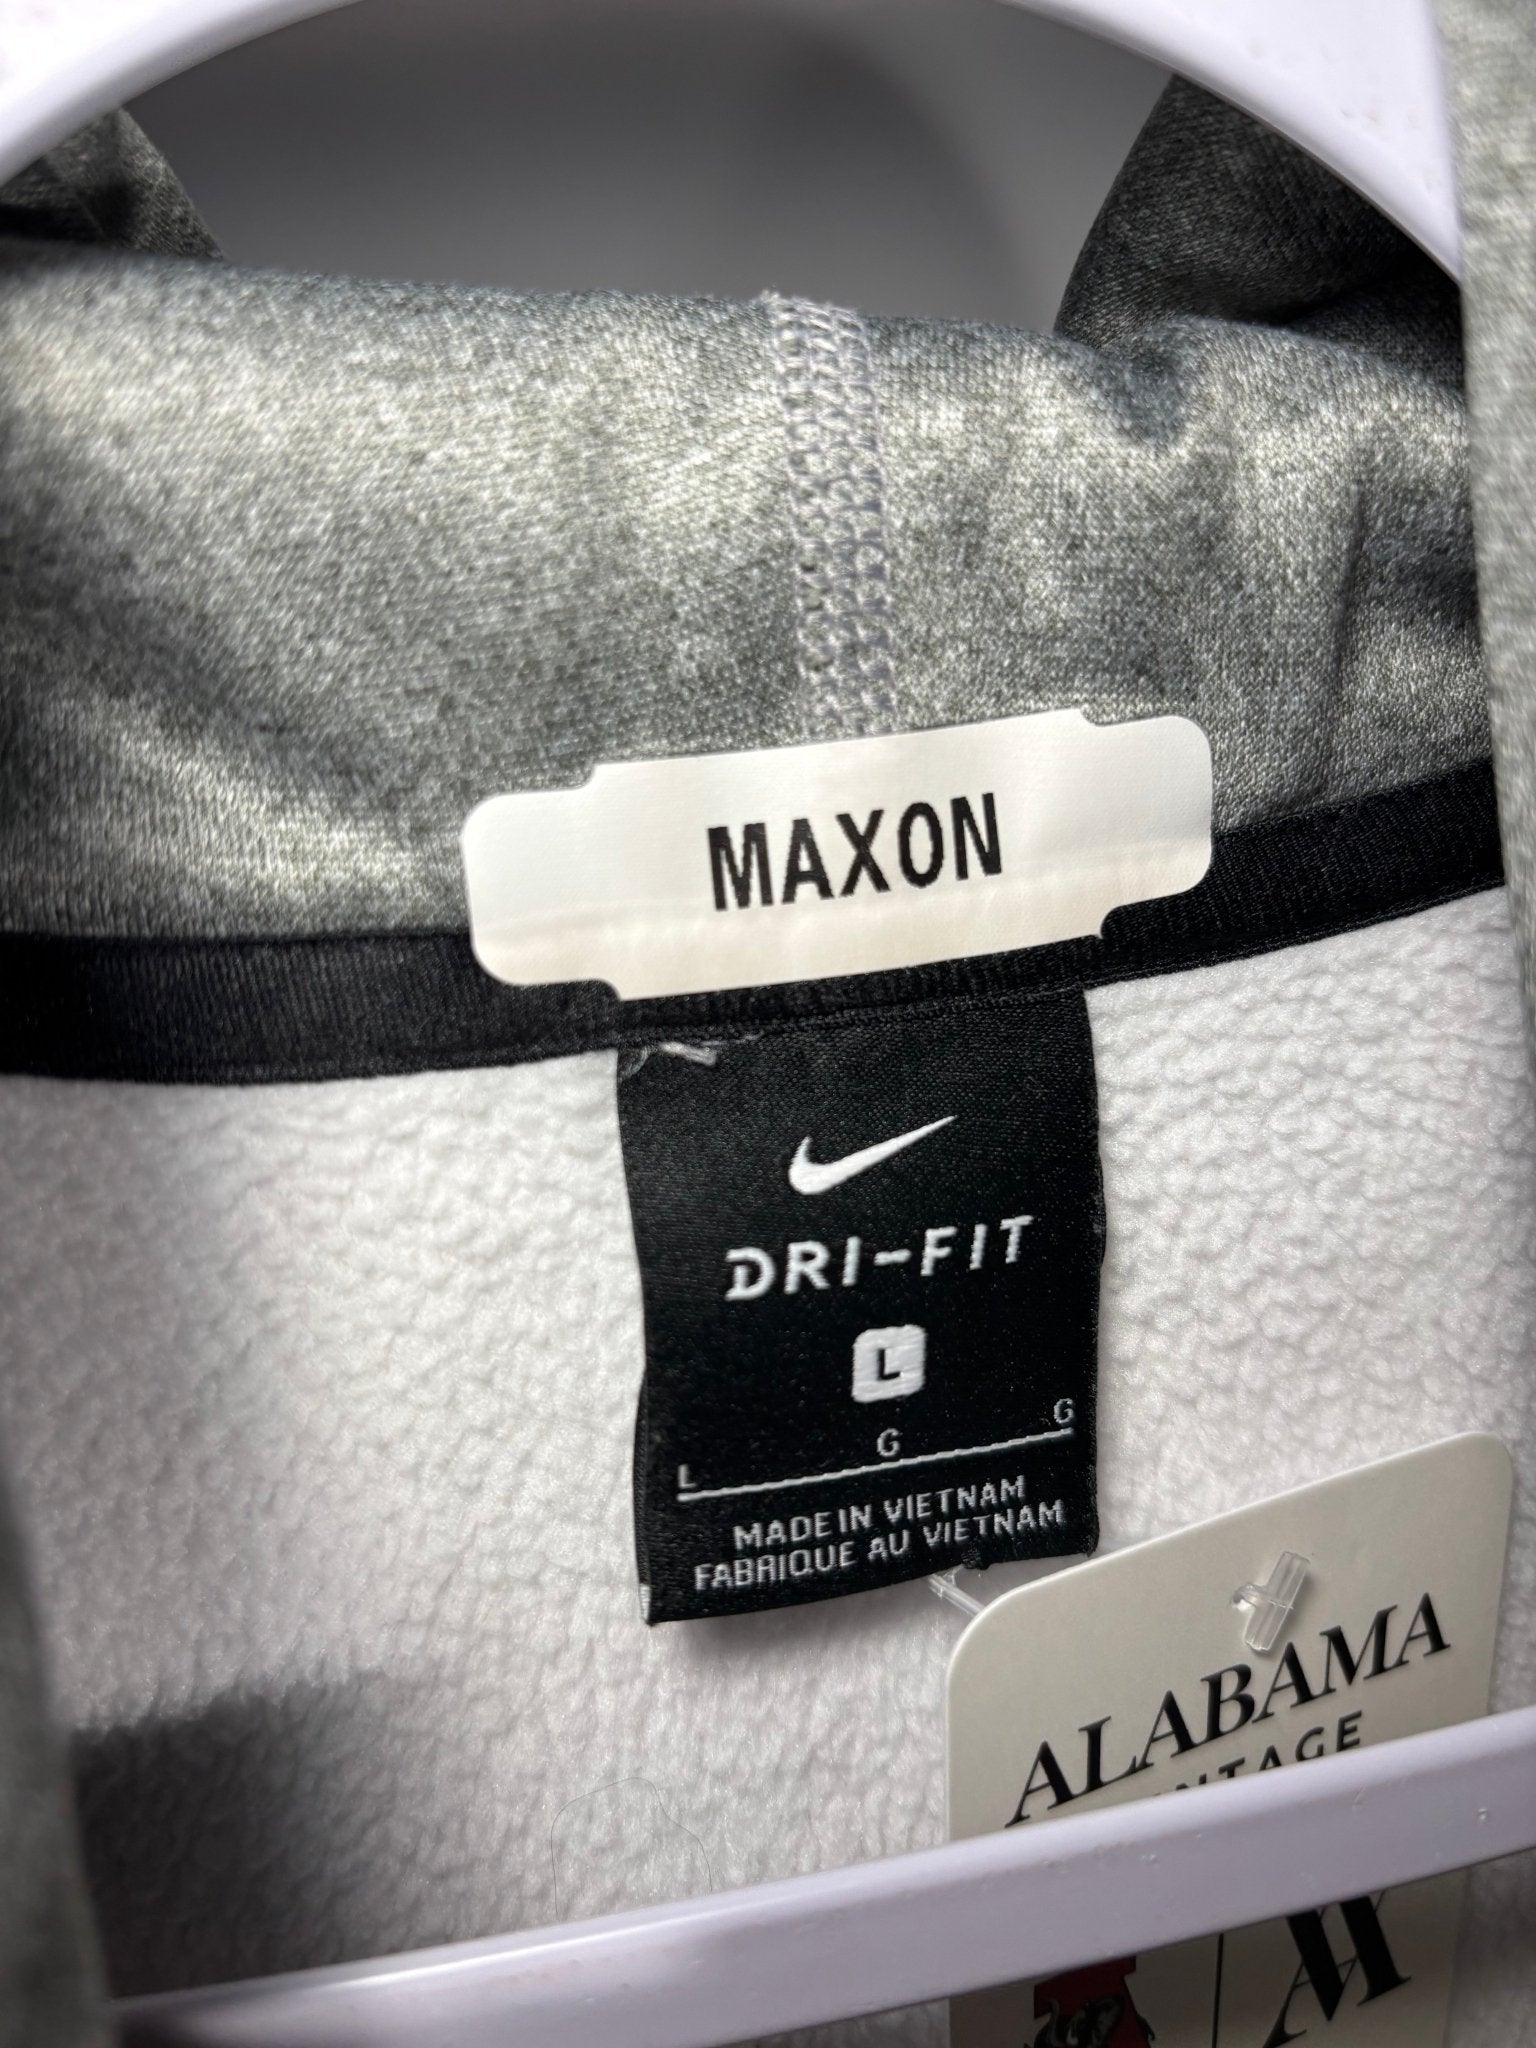 MAXON
DRI-FIT
L
L G G
MADE IN VIETNAM
FABRIQUE AU VIETNAM
ALABAMA